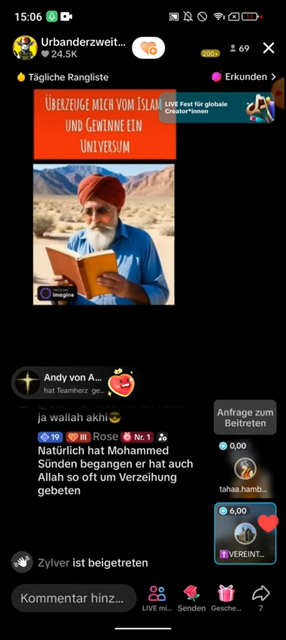 15:06
Urbanderzweit...
24.5K
200+
69
Tägliche Rangliste
Erkunden >
ÜBERZEUGE MICH VOM ISLAM
UND GEWINNE EIN
UNIVERSUM
LIVE Fest für globale
Creator*innen
imagine
Andy von A...
hat Teamherz ge...
ja wallah akhi😎
19 III Rose Nr. 1
Natürlich hat Mohammed
Sünden begangen er hat auch
Allah so oft um Verzeihung
gebeten
Anfrage zum
Beitreten
0,00
tahaa.hamb...
6,00
VEREINT...
Zylver ist beigetreten
Kommentar hinz...
LIVE mi...
Senden
Gesche...
7